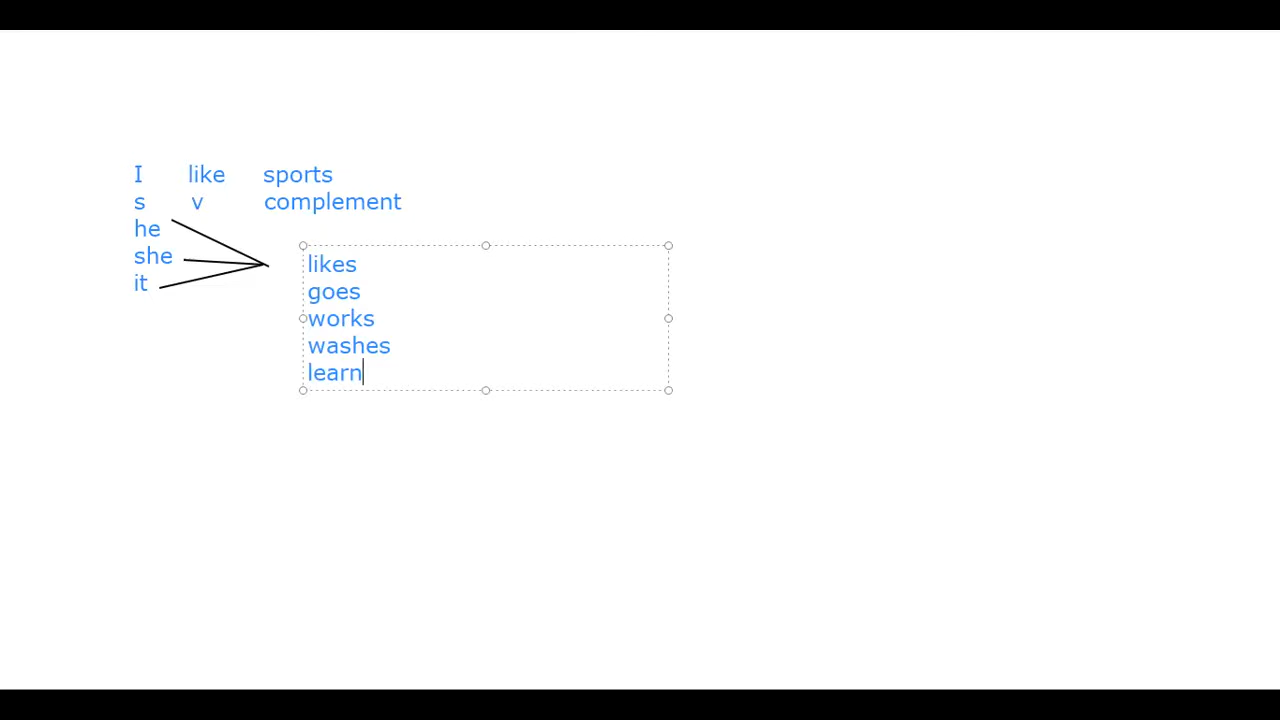 I like sports
s v complement
he
she
it
likes
goes
works
washes
learn